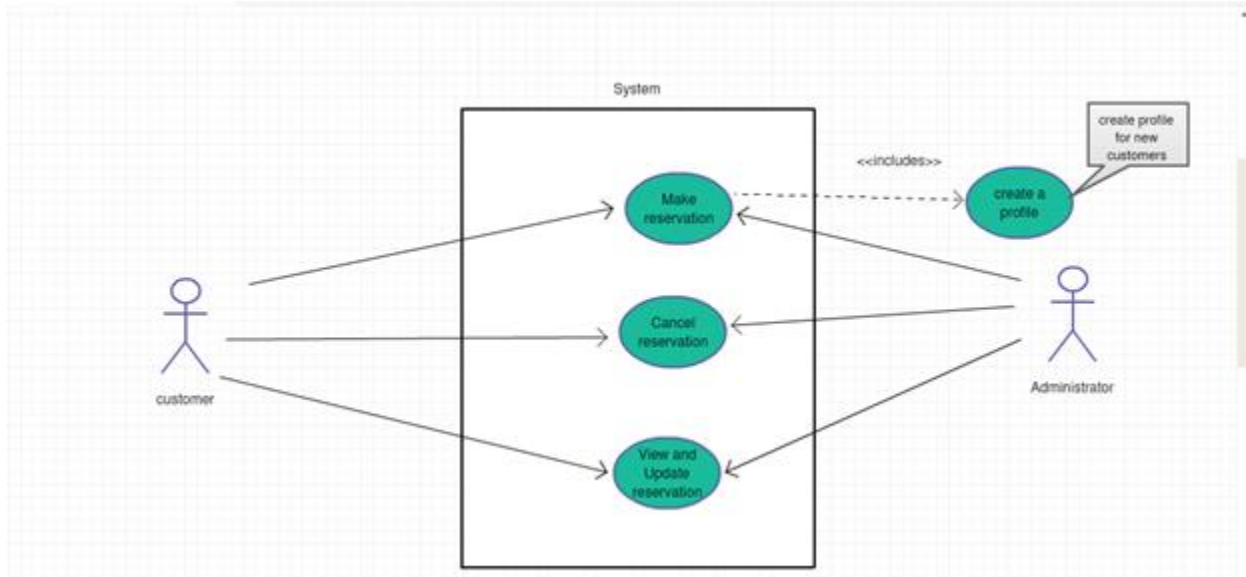 System
create profile
for new
customers
<<includes>>
Make
reservation
create a
profile
Cancel
reservation
customer
Administrator
View and
Update
reservation